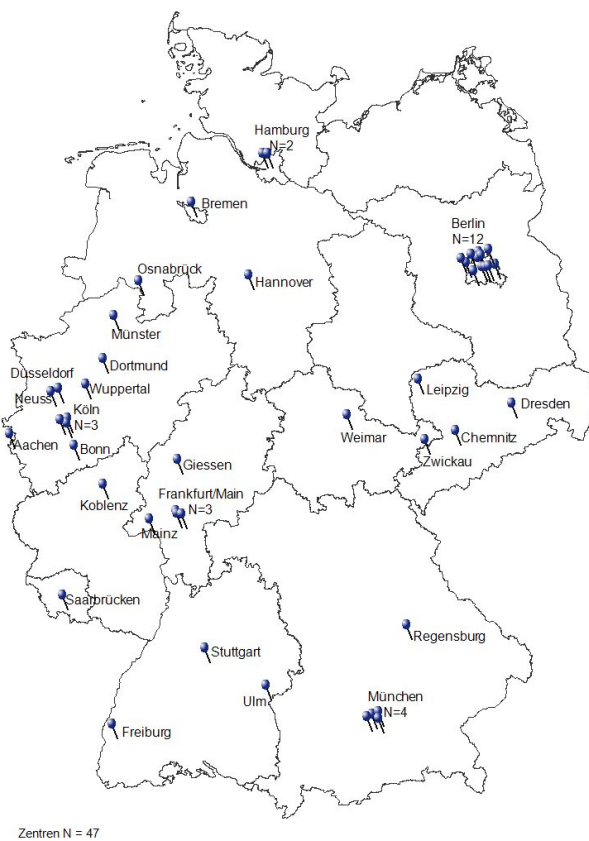 Hamburg
N=2
Bremen
Berlin
N=12
Osnabrück
Hannover
Münster
Dortmund
Düsseldorf
Wuppertal
Neuss
Leipzig
Dresden
Köln
N=3
Weimar
Chemnitz
Aachen
Bonn
Zwickau
Giessen
Koblenz
Frankfurt/Main
N=3
Mainz
Saarbrücken
Regensburg
Stuttgart
Ulm
München
N=4
Freiburg
Zentren N = 47